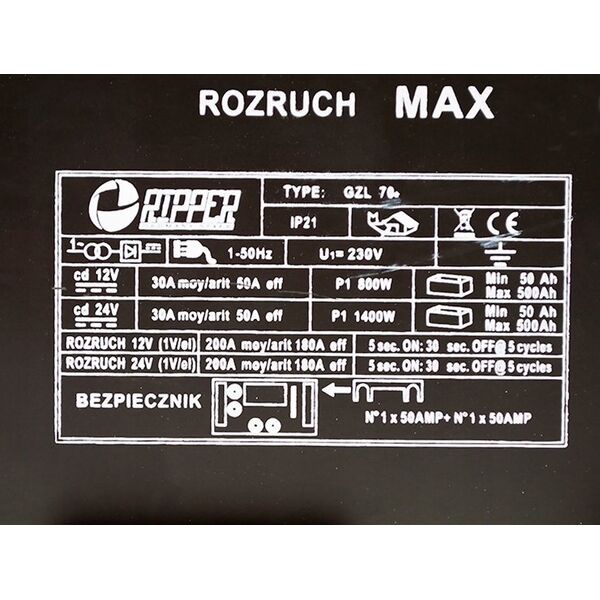 ROZRUCH MAX
RIPPER
TYPE: GZL 70e
IP21
1~
1-50Hz
U1= 230V
cd 12V
30A moy/arit 50A eff
P1 800W
Min 50 Ah
Max 500Ah
cd 24V
30A moy/arit 50A eff
P1 1400W
Min 50 Ah
Max 500Ah
ROZRUCH 12V (1V/el)
200A moy/arit 180A eff
5 sec. ON: 30 sec. OFF@5 cycles
ROZRUCH 24V (1V/el)
200A moy/arit 180A eff
5 sec. ON: 30 sec. OFF@5 cycles
BEZPIECZNIK
N°1 x 50AMP+ N°1 x 50AMP